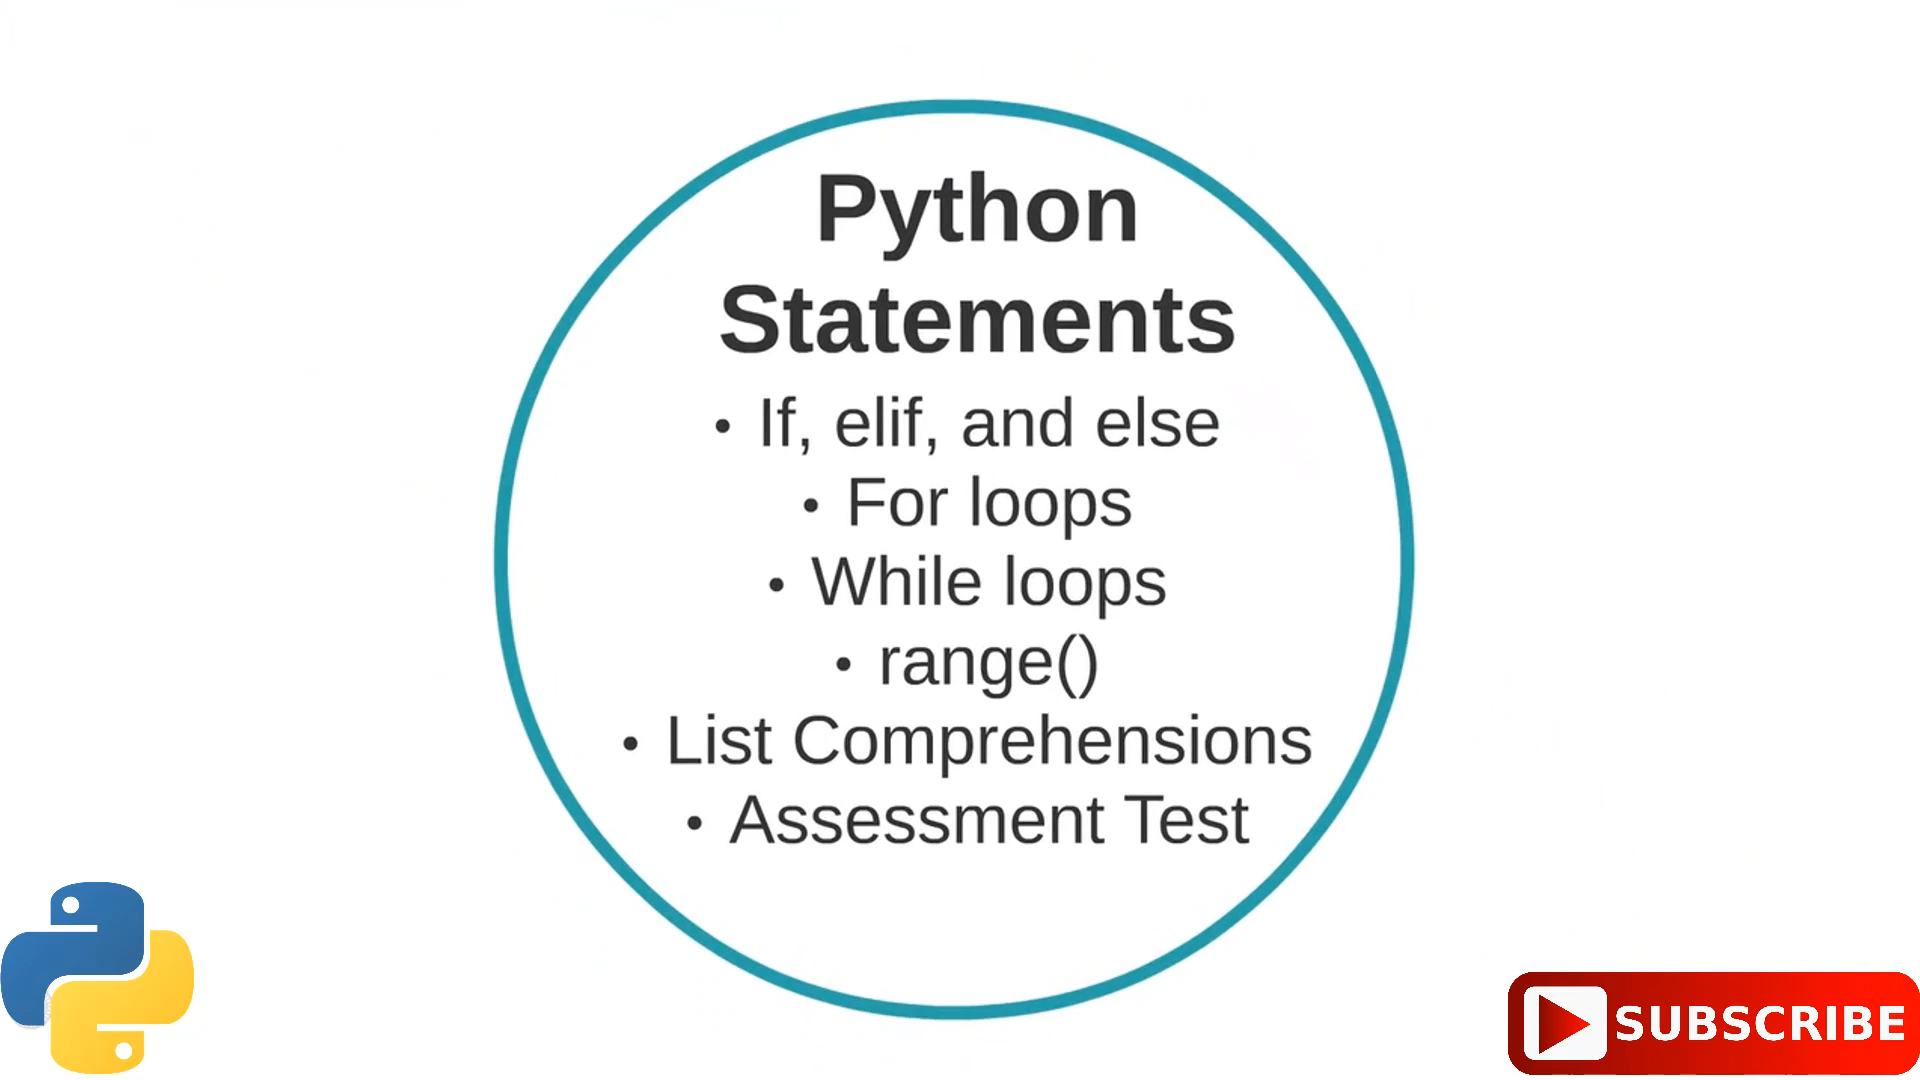 Python
Statements
• If, elif, and else
• For loops
• While loops
• range()
• List Comprehensions
• Assessment Test
SUBSCRIBE